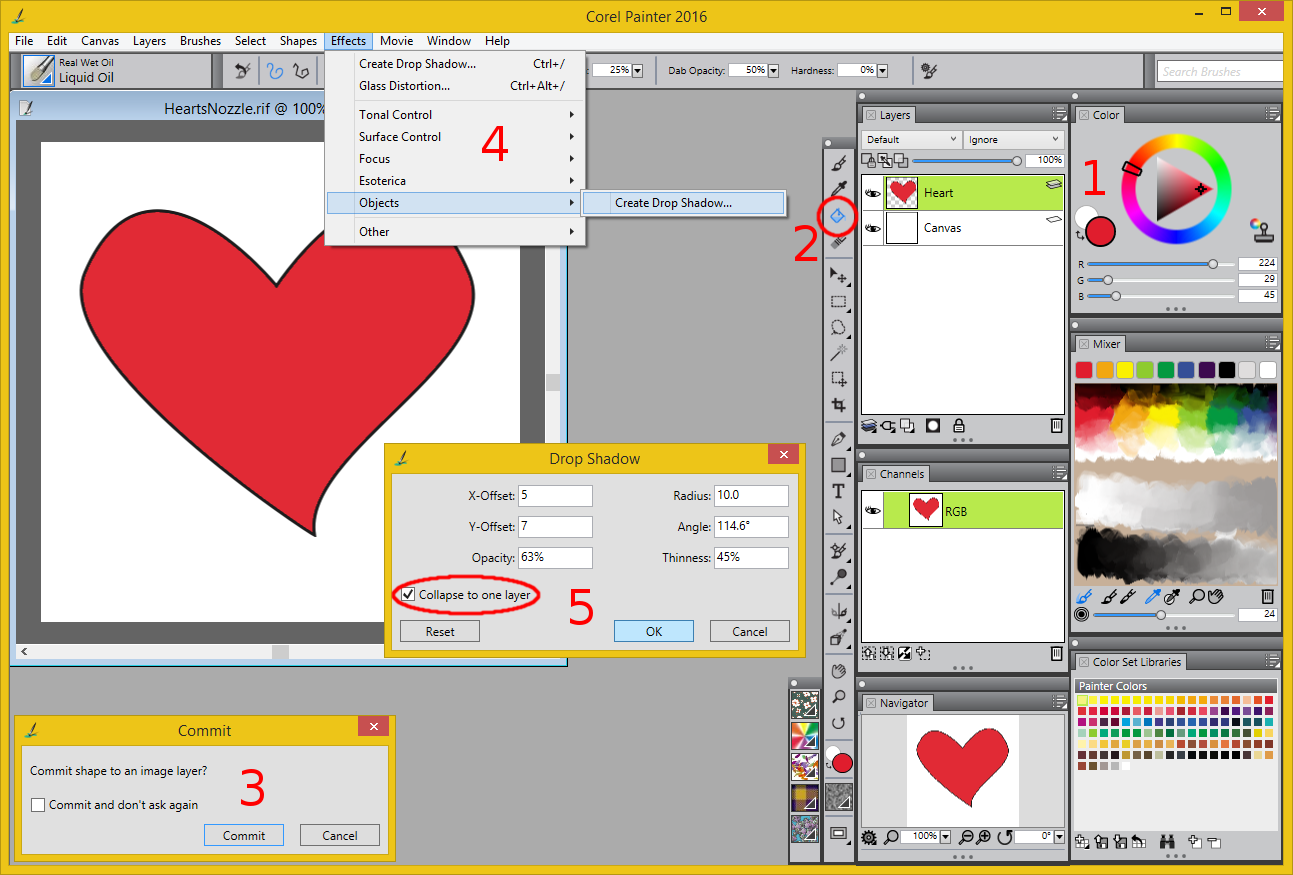 Corel Painter 2016
File Edit Canvas Layers Brushes Select Shapes Effects Movie Window Help
Real Wet Oil
Liquid Oil
25% Dab Opacity: 50% Hardness: 0%
Search Brushes
HeartsNozzle.rif @ 100%
Create Drop Shadow... Ctrl+/
Glass Distortion... Ctrl+Alt+/
Tonal Control
Surface Control
Focus
Esoterica
Objects
Create Drop Shadow...
Other
4
2
Layers
Default Ignore
100%
Heart
Canvas
Channels
RGB
Navigator
100% 0°
Color
1
R 224
G 29
B 45
Mixer
24
Color Set Libraries
Painter Colors
T
Drop Shadow
X-Offset: 5 Radius: 10.0
Y-Offset: 7 Angle: 114.6°
Opacity: 63% Thinness: 45%
Collapse to one layer
5
Reset OK Cancel
Commit
Commit shape to an image layer?
3
Commit and don't ask again
Commit Cancel